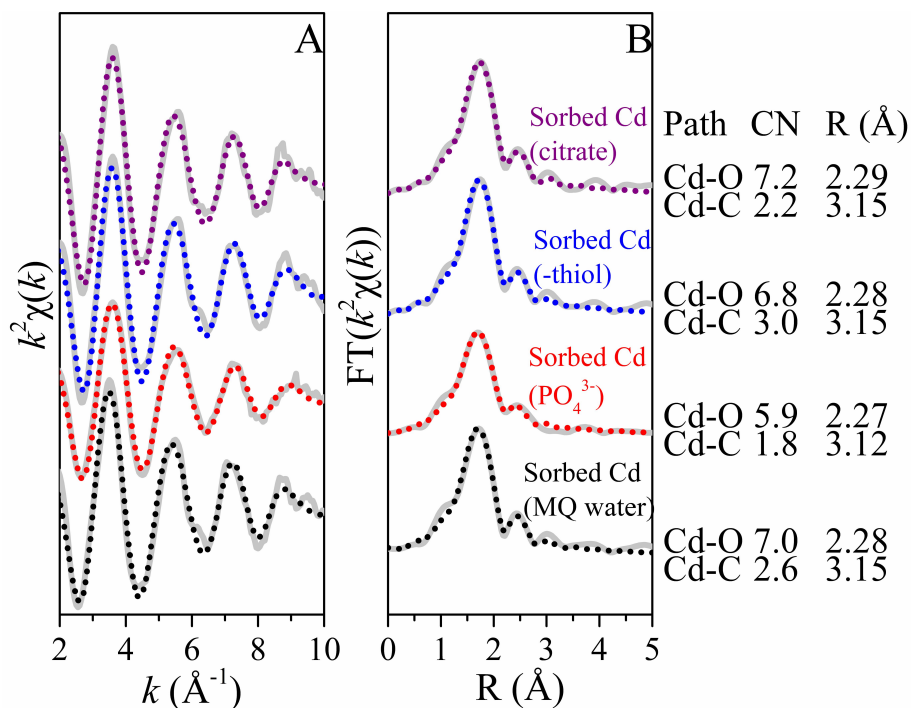 A
B
Sorbed Cd
(citrate)
Path CN R (Å)
Cd-O 7.2 2.29
Cd-C 2.2 3.15
Sorbed Cd
(-thiol)
Cd-O 6.8 2.28
Cd-C 3.0 3.15
Sorbed Cd
(PO₄³⁻)
Cd-O 5.9 2.27
Cd-C 1.8 3.12
Sorbed Cd
(MQ water)
Cd-O 7.0 2.28
Cd-C 2.6 3.15
k²χ(k)
FT(k²χ(k))
2 4 6 8 10
0 1 2 3 4 5
k (Å⁻¹)
R (Å)